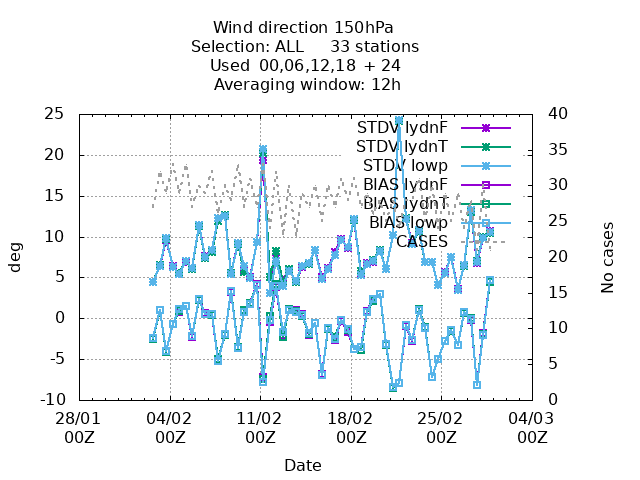 Wind direction 150hPa
Selection: ALL 33 stations
Used 00,06,12,18 + 24
Averaging window: 12h
25
20
15
10
5
0
-5
-10
deg
40
35
30
25
20
15
10
5
0
No cases
STDV lydnF
STDV lydnT
STDV lowp
BIAS lydnF
BIAS lydnT
BIAS lowp
CASES
28/01 04/02 11/02 18/02 25/02 04/03
00Z 00Z 00Z 00Z 00Z 00Z
Date